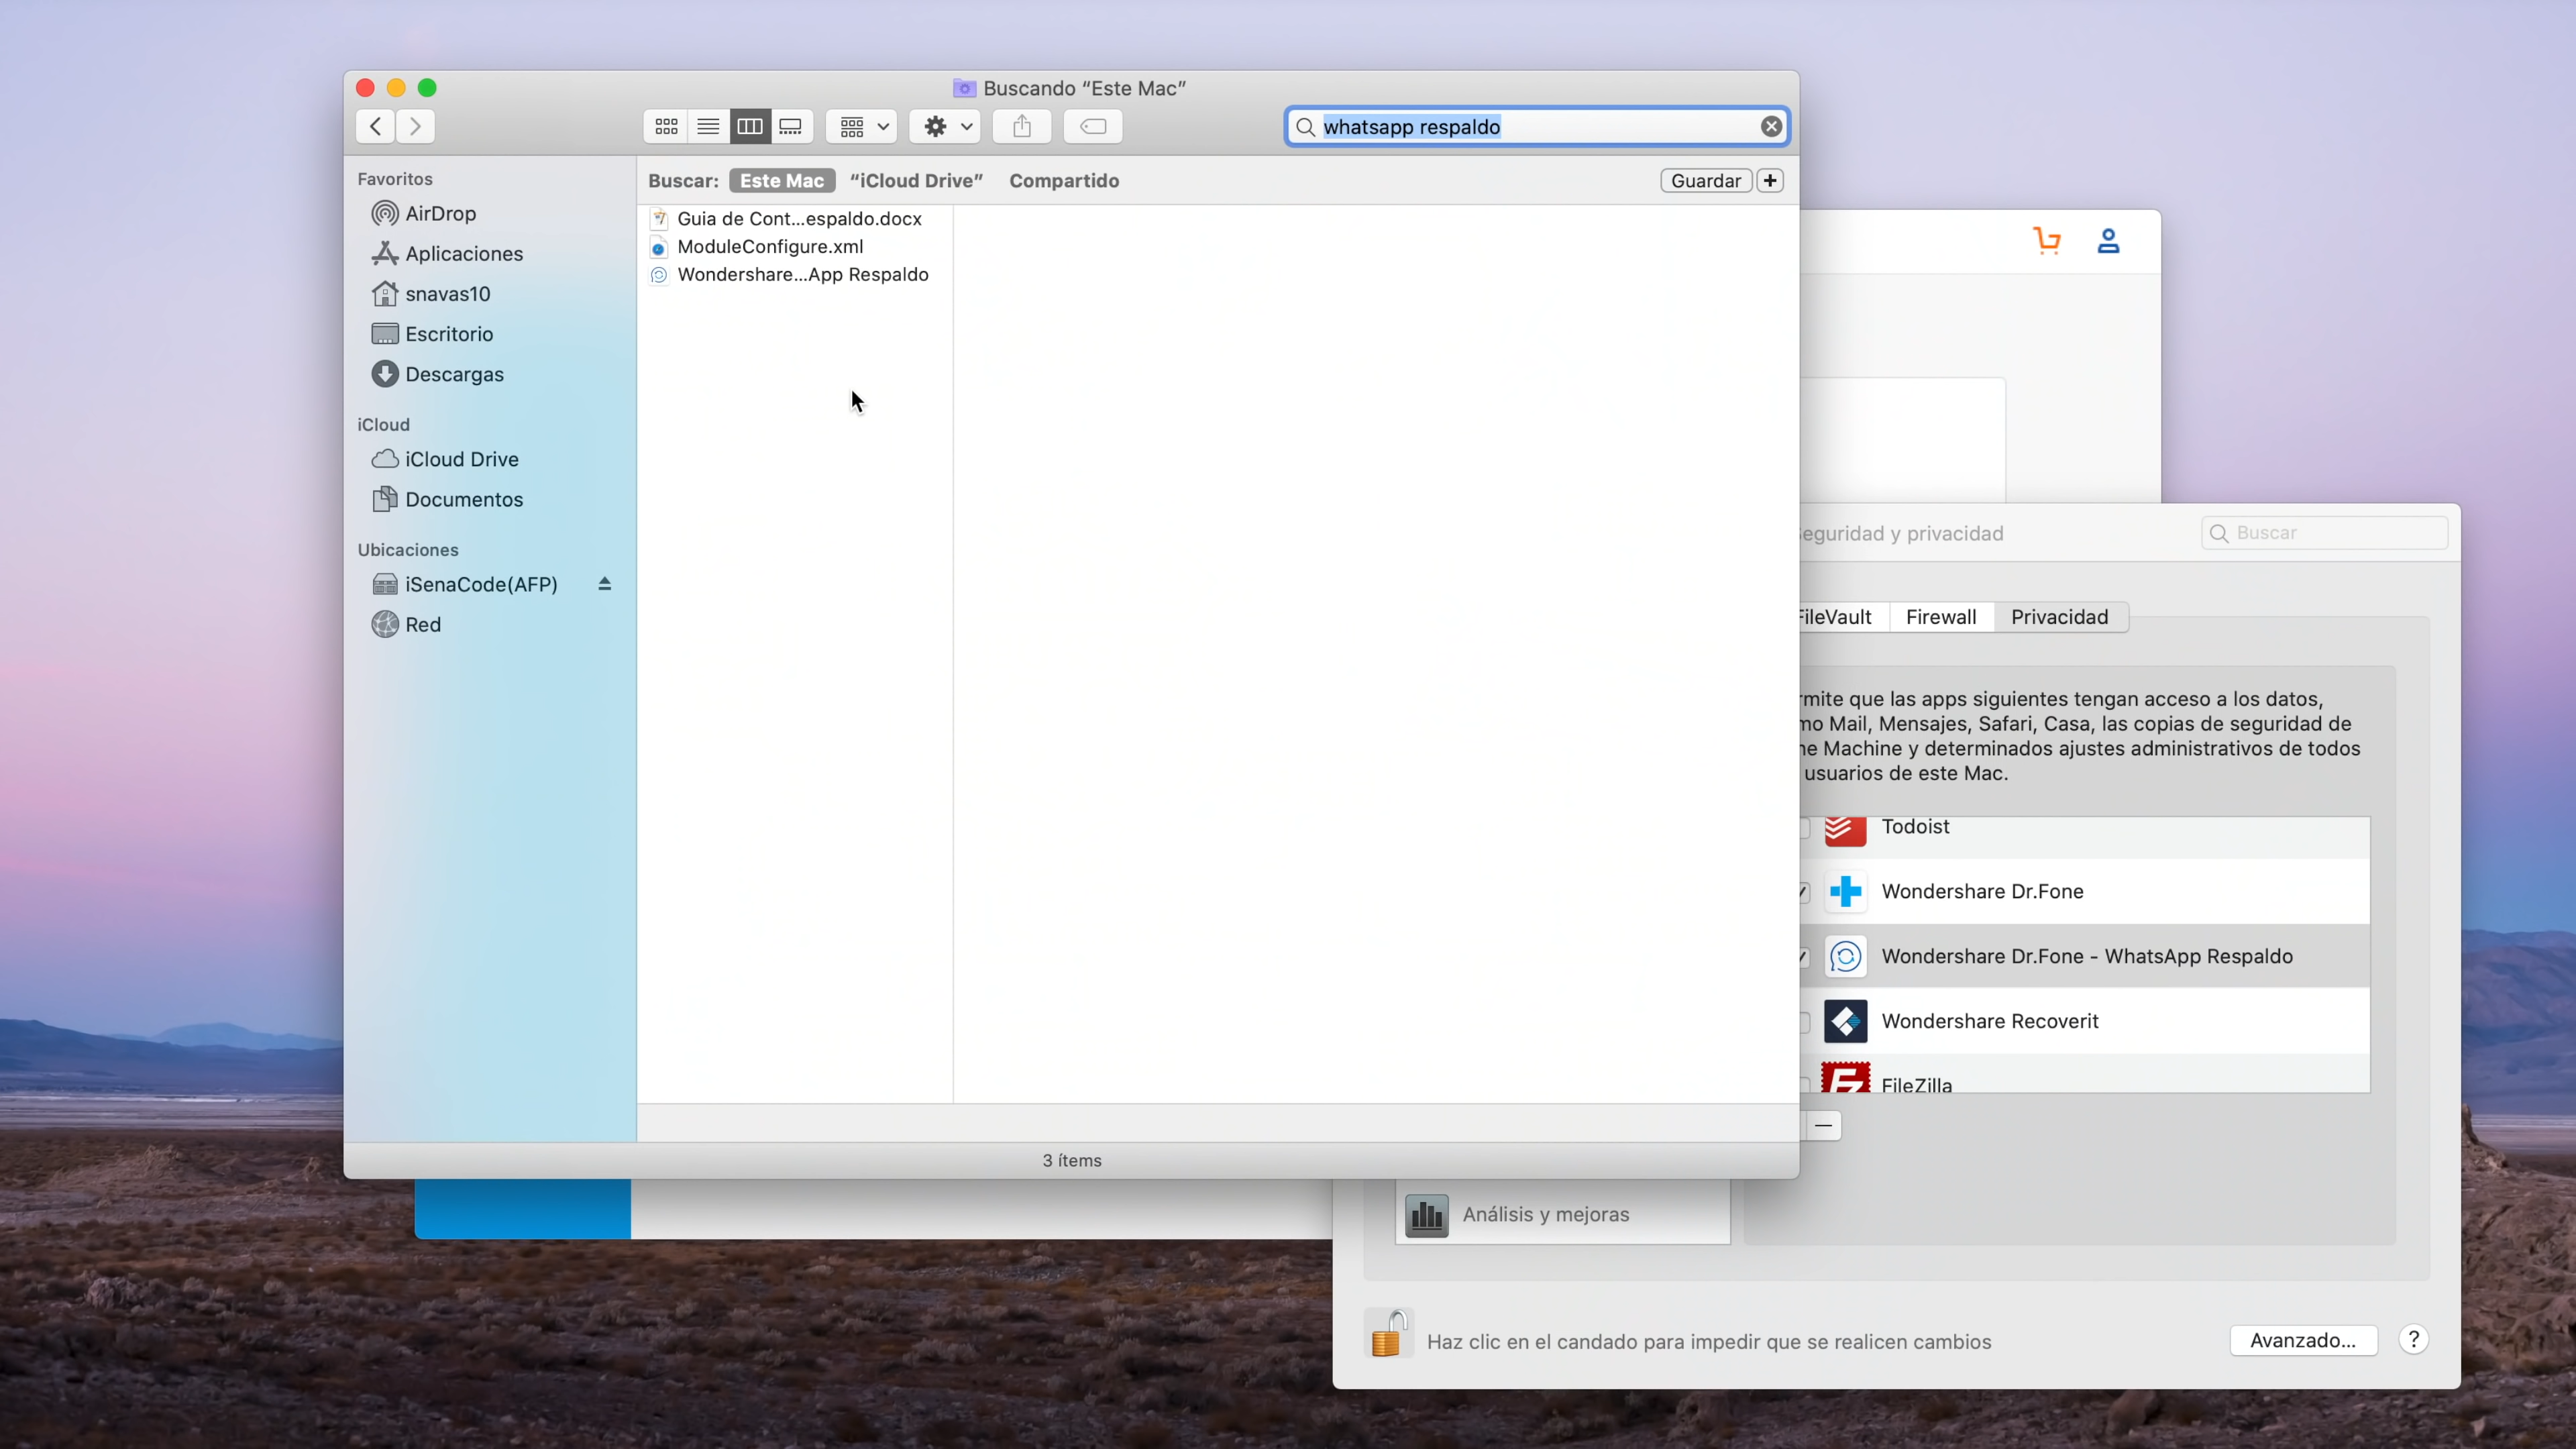 Buscando “Este Mac”
whatsapp respaldo
Favoritos
AirDrop
Aplicaciones
snavas10
Escritorio
Descargas
iCloud
iCloud Drive
Documentos
Ubicaciones
iSenaCode(AFP)
Red
Buscar: Este Mac “iCloud Drive” Compartido Guardar +
Guia de Cont...espaldo.docx
ModuleConfigure.xml
Wondershare...App Respaldo
3 ítems
Seguridad y privacidad
Buscar
FileVault Firewall Privacidad
rmite que las apps siguientes tengan acceso a los datos,
mo Mail, Mensajes, Safari, Casa, las copias de seguridad de
ne Machine y determinados ajustes administrativos de todos
usuarios de este Mac.
Todoist
Wondershare Dr.Fone
Wondershare Dr.Fone - WhatsApp Respaldo
Wondershare Recoverit
FileZilla
Análisis y mejoras
Haz clic en el candado para impedir que se realicen cambios
Avanzado... ?